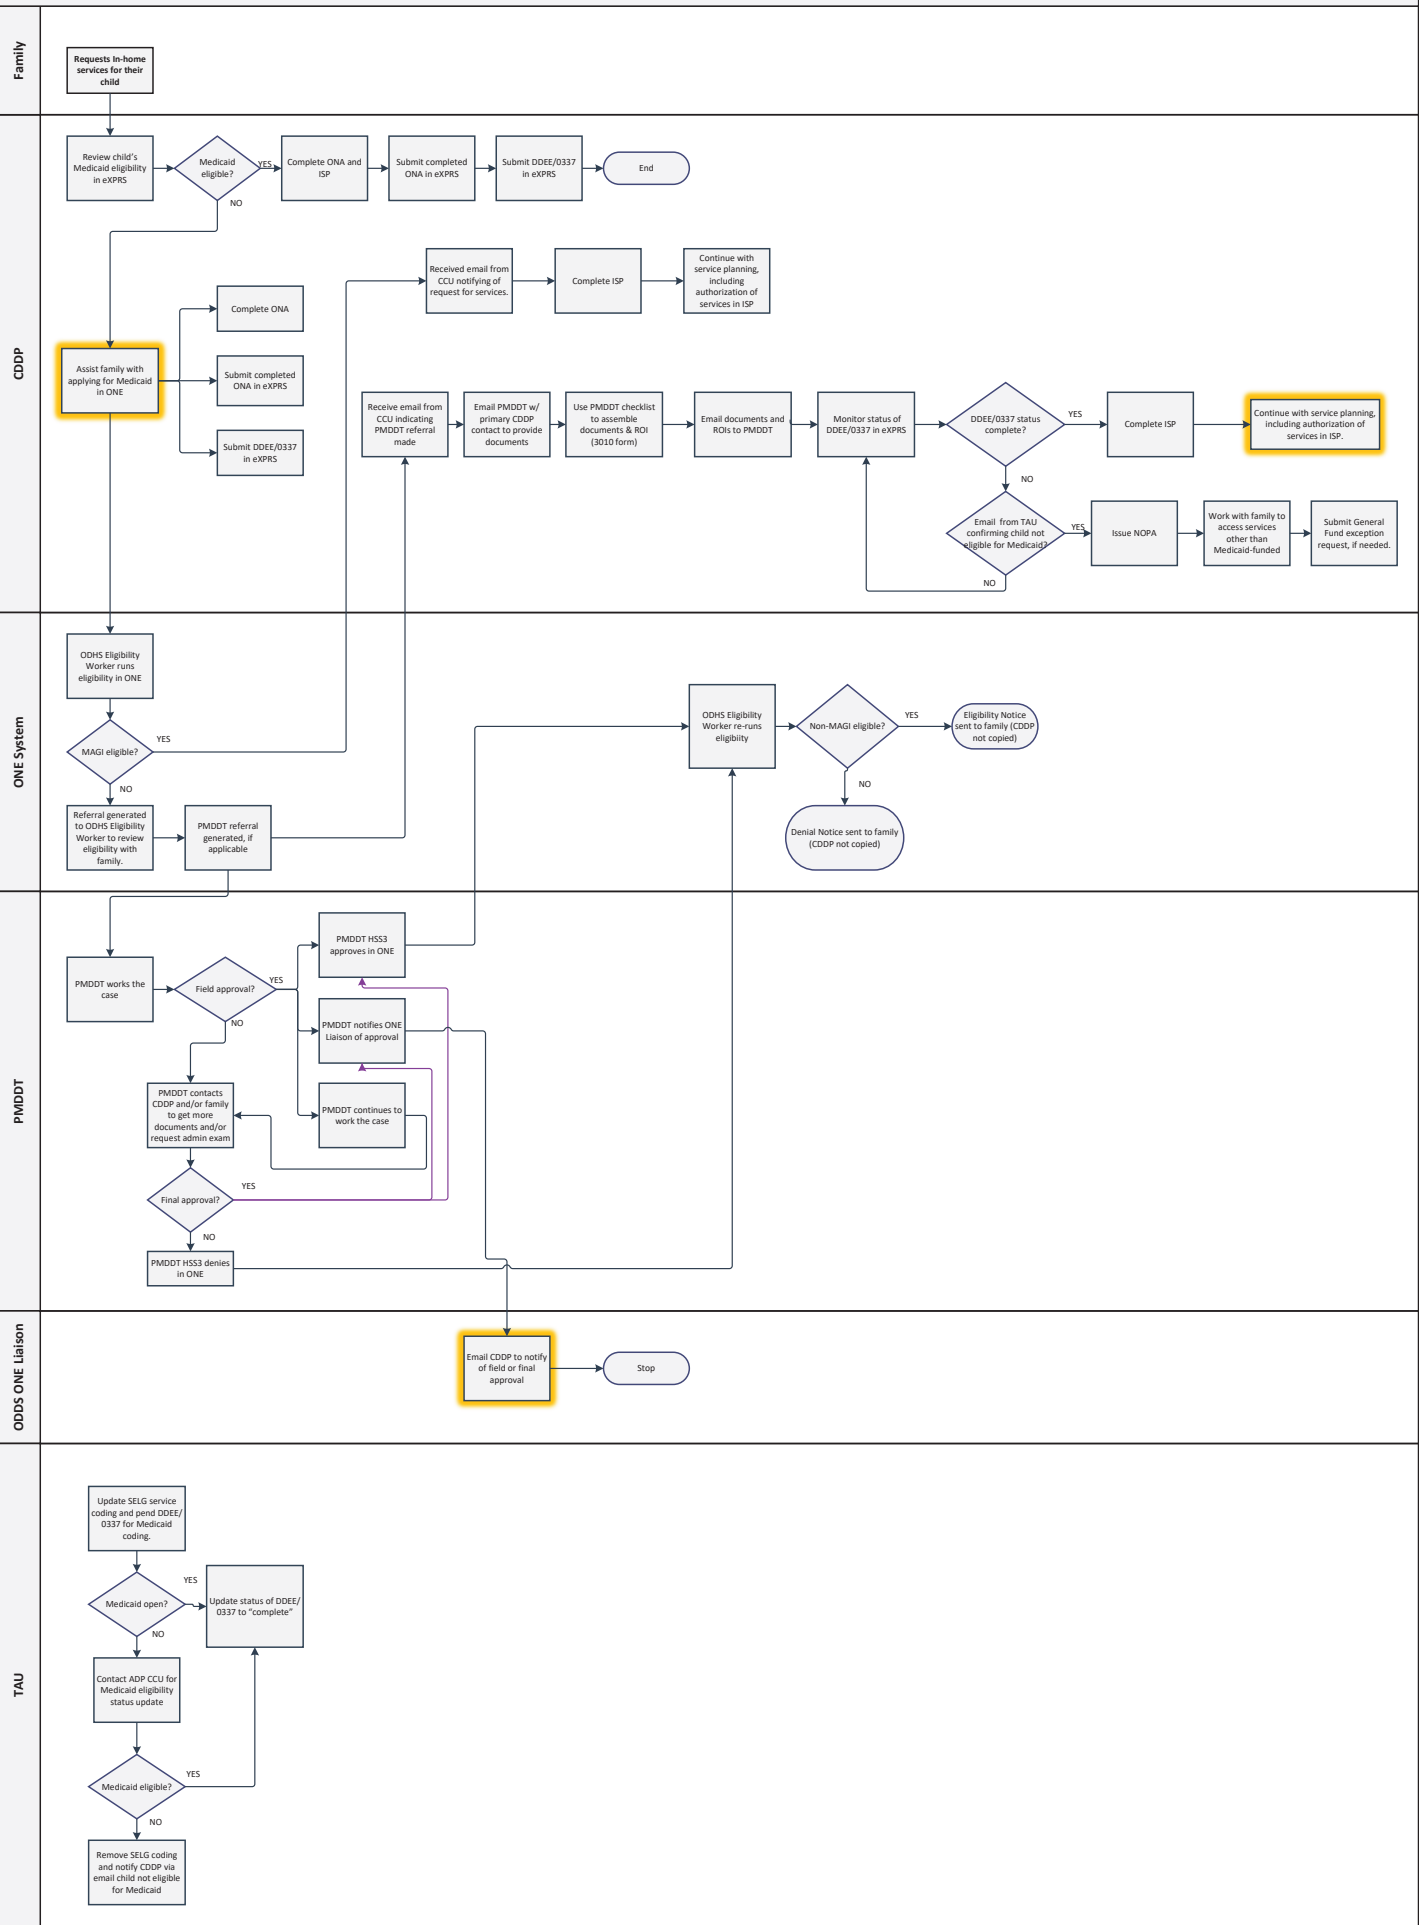 Family
Requests In-home
services for their
child
CDDP
Review child's
Medicaid eligibility
in eXPRS
Medicaid
eligible?
YES
NO
Complete ONA and
ISP
Submit completed
ONA in eXPRS
Submit DDEE/0337
in eXPRS
End
Received email from
CCU notifying of
request for services.
Complete ISP
Continue with
service planning,
including
authorization of
services in ISP
Complete ONA
Assist family with
applying for Medicaid
in ONE
Submit completed
ONA in eXPRS
Submit DDEE/0337
in eXPRS
Receive email from
CCU indicating
PMDDT referral
made
Email PMDDT w/
primary CDDP
contact to provide
documents
Use PMDDT checklist
to assemble
documents & ROI
(3010 form)
Email documents and
ROIs to PMDDT
Monitor status of
DDEE/0337 in eXPRS
DDEE/0337 status
complete?
YES
NO
Complete ISP
Continue with service planning,
including authorization of
services in ISP.
Email from TAU
confirming child not
eligible for Medicaid?
YES
NO
Issue NOPA
Work with family to
access services
other than
Medicaid-funded
Submit General
Fund exception
request, if needed.
ONE System
ODHS Eligibility
Worker runs
eligibility in ONE
MAGI eligible?
YES
NO
Referral generated
to ODHS Eligibility
Worker to review
eligibility with
family.
PMDDT referral
generated, if
applicable
ODHS Eligibility
Worker re-runs
eligibiity
Non-MAGI eligible?
YES
NO
Eligibility Notice
sent to family (CDDP
not copied)
Denial Notice sent to family
(CDDP not copied)
PMDDT
PMDDT works the
case
Field approval?
YES
NO
PMDDT HSS3
approves in ONE
PMDDT notifies ONE
Liaison of approval
PMDDT continues to
work the case
PMDDT contacts
CDDP and/or family
to get more
documents and/or
request admin exam
Final approval?
YES
NO
PMDDT HSS3 denies
in ONE
ODDS ONE Liaison
Email CDDP to notify
of field or final
approval
Stop
TAU
Update SELG service
coding and pend DDEE/
0337 for Medicaid
coding.
Medicaid open?
YES
NO
Update status of DDEE/
0337 to "complete"
Contact ADP CCU for
Medicaid eligibility
status update
Medicaid eligible?
YES
NO
Remove SELG coding
and notify CDDP via
email child not eligible
for Medicaid